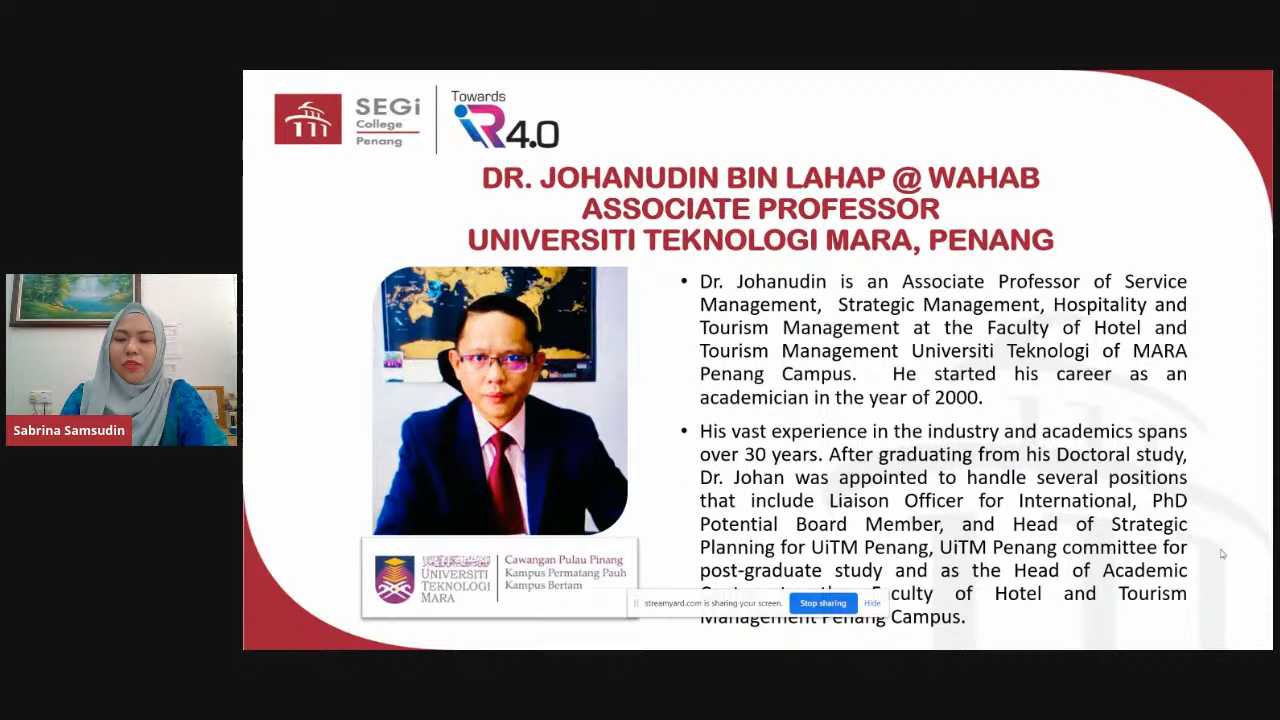 SEGi
College
Penang
Towards
iR4.0
DR. JOHANUDIN BIN LAHAP @ WAHAB
ASSOCIATE PROFESSOR
UNIVERSITI TEKNOLOGI MARA, PENANG
• Dr. Johanudin is an Associate Professor of Service
Management, Strategic Management, Hospitality and
Tourism Management at the Faculty of Hotel and
Tourism Management Universiti Teknologi of MARA
Penang Campus. He started his career as an
academician in the year of 2000.
• His vast experience in the industry and academics spans
over 30 years. After graduating from his Doctoral study,
Dr. Johan was appointed to handle several positions
that include Liaison Officer for International, PhD
Potential Board Member, and Head of Strategic
Planning for UiTM Penang, UiTM Penang committee for
post-graduate study and as the Head of Academic
of Hotel and Tourism
Management Penang Campus.
Sabrina Samsudin
UNIVERSITI
TEKNOLOGI
MARA
Cawangan Pulau Pinang
Kampus Permatang Pauh
Kampus Bertam
streamyard.com is sharing your screen.
Stop sharing
Hide